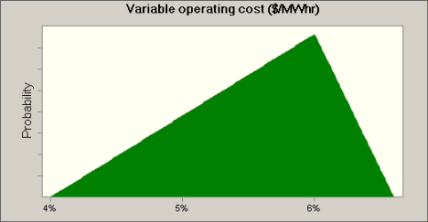 Variable operating cost ($/MWhr)
Probability
4% 5% 6%